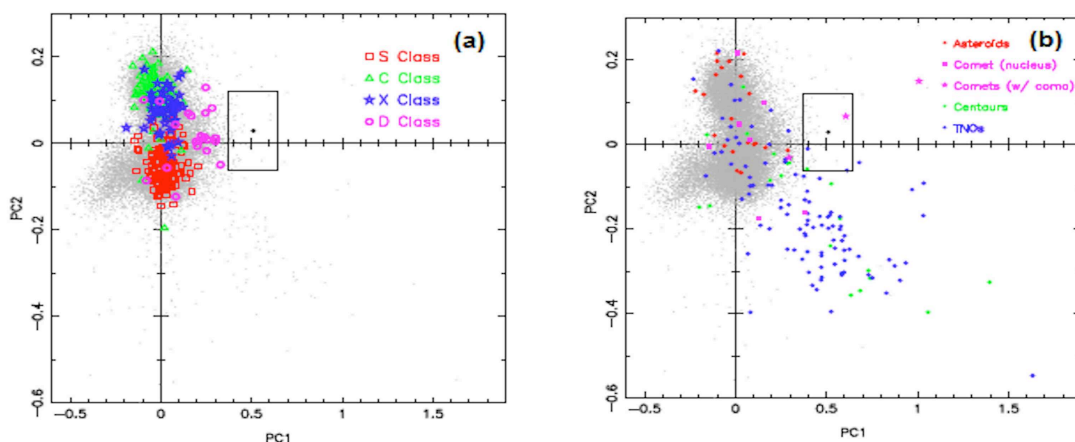 (a)
S Class
C Class
X Class
D Class
0.2
0
−0.2
−0.4
−0.6
PC2
−0.5
0
0.5
1
1.5
PC1
(b)
Asteroids
Comet (nucleus)
Comets (w/ coma)
Centaurs
TNOs
0.2
0
−0.2
−0.4
−0.6
PC2
−0.5
0
0.5
1
1.5
PC1